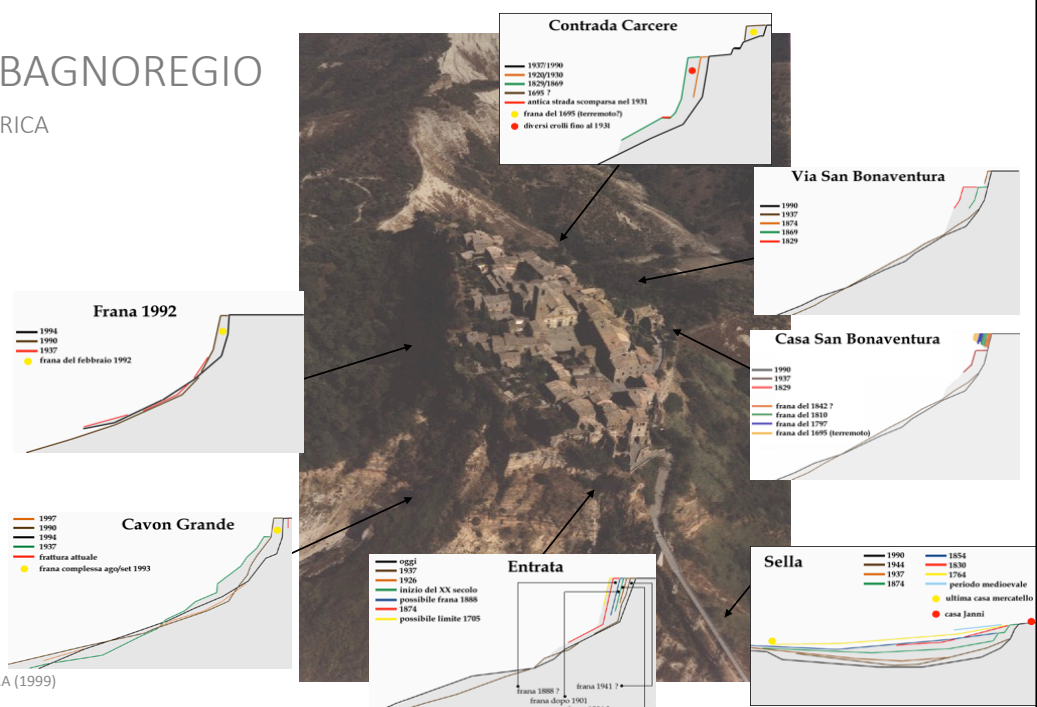 BAGNOREGIO
RICA
Contrada Carcere
1937/1990
1920/1930
1829/1869
1695 ?
antica strada scomparsa nel 1931
frana del 1695 (terremoto?)
diversi crolli fino al 1931
Via San Bonaventura
1990
1937
1874
1869
1829
Frana 1992
1994
1990
1937
frana del febbraio 1992
Casa San Bonaventura
1990
1937
1829
frana del 1842 ?
frana del 1810
frana del 1797
frana del 1695 (terremoto)
Cavon Grande
1997
1990
1994
1937
frattura attuale
frana complessa ago/set 1993
Entrata
oggi
1937
1926
inizio del XX secolo
possibile frana 1888
1874
possibile limite 1705
frana 1941 ?
frana 1888 ?
frana dopo 1901
Sella
1990
1944
1937
1874
1854
1830
1764
periodo medioevale
ultima casa mercatello
casa Janni
A (1999)